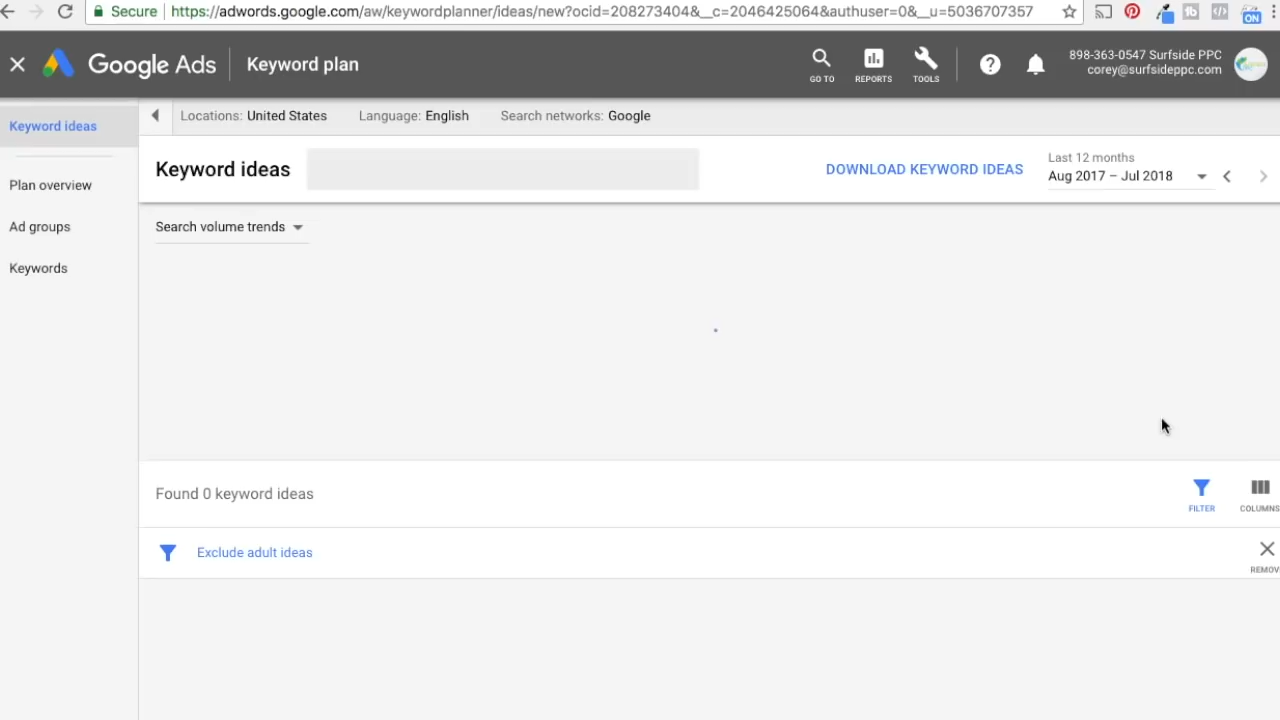 Secure https://adwords.google.com/aw/keywordplanner/ideas/new?ocid=208273404&__c=2046425064&authuser=0&__u=5036707357
ON
Google Ads Keyword plan
GO TO REPORTS TOOLS
898-363-0547 Surfside PPC
corey@surfsideppc.com
Keyword ideas
Plan overview
Ad groups
Keywords
Locations: United States Language: English Search networks: Google
Keyword ideas
DOWNLOAD KEYWORD IDEAS
Last 12 months
Aug 2017 – Jul 2018
Search volume trends
Found 0 keyword ideas
FILTER COLUMNS
Exclude adult ideas
REMOV